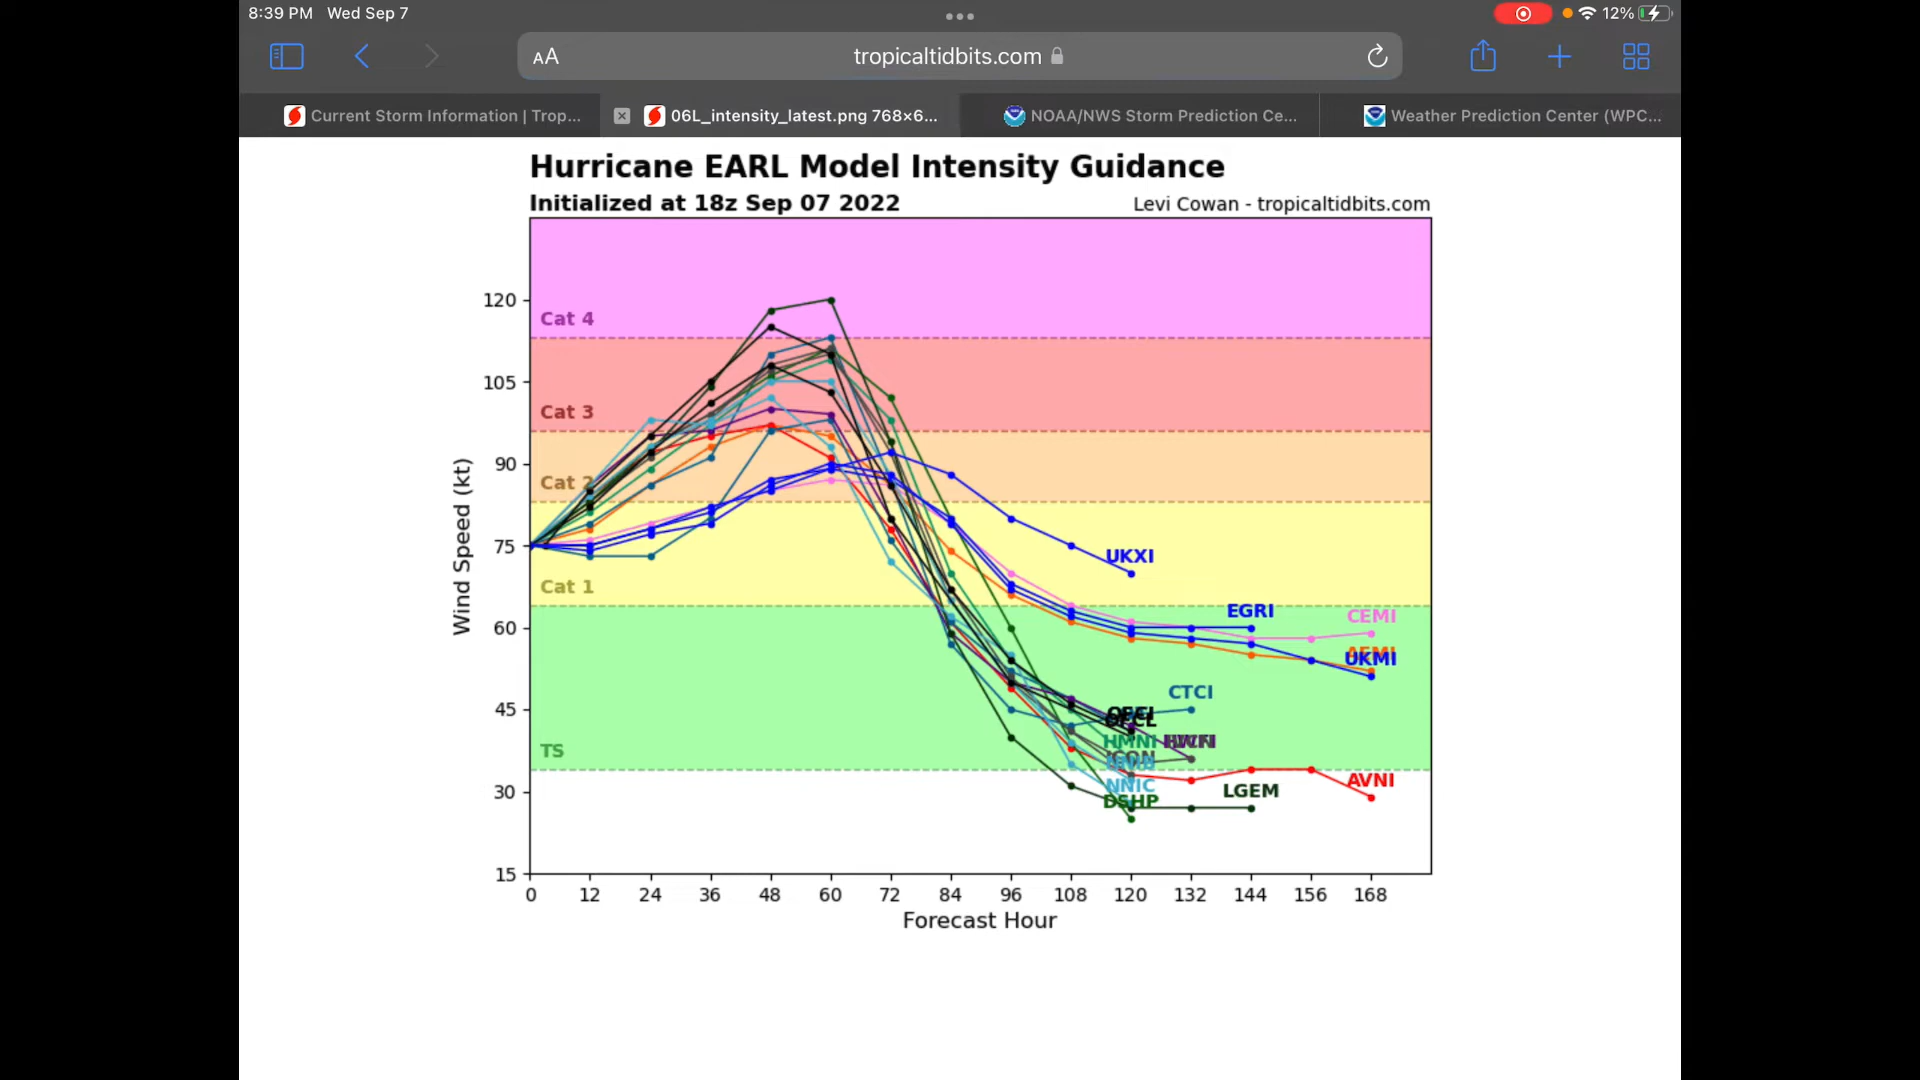 8:39 PM Wed Sep 7
12%
AA
tropicaltidbits.com
Current Storm Information | Trop...
06L_intensity_latest.png 768×6...
NOAA/NWS Storm Prediction Ce...
Weather Prediction Center (WPC...
Hurricane EARL Model Intensity Guidance
Initialized at 18z Sep 07 2022
Levi Cowan - tropicaltidbits.com
Wind Speed (kt)
120
105
90
75
60
45
30
15
Cat 4
Cat 3
Cat 2
Cat 1
TS
UKXI
EGRI
CEMI
AEMI
UKMI
CTCI
OFCL
HMNI
ICON
NNIC
DSHP
LGEM
AVNI
0 12 24 36 48 60 72 84 96 108 120 132 144 156 168
Forecast Hour